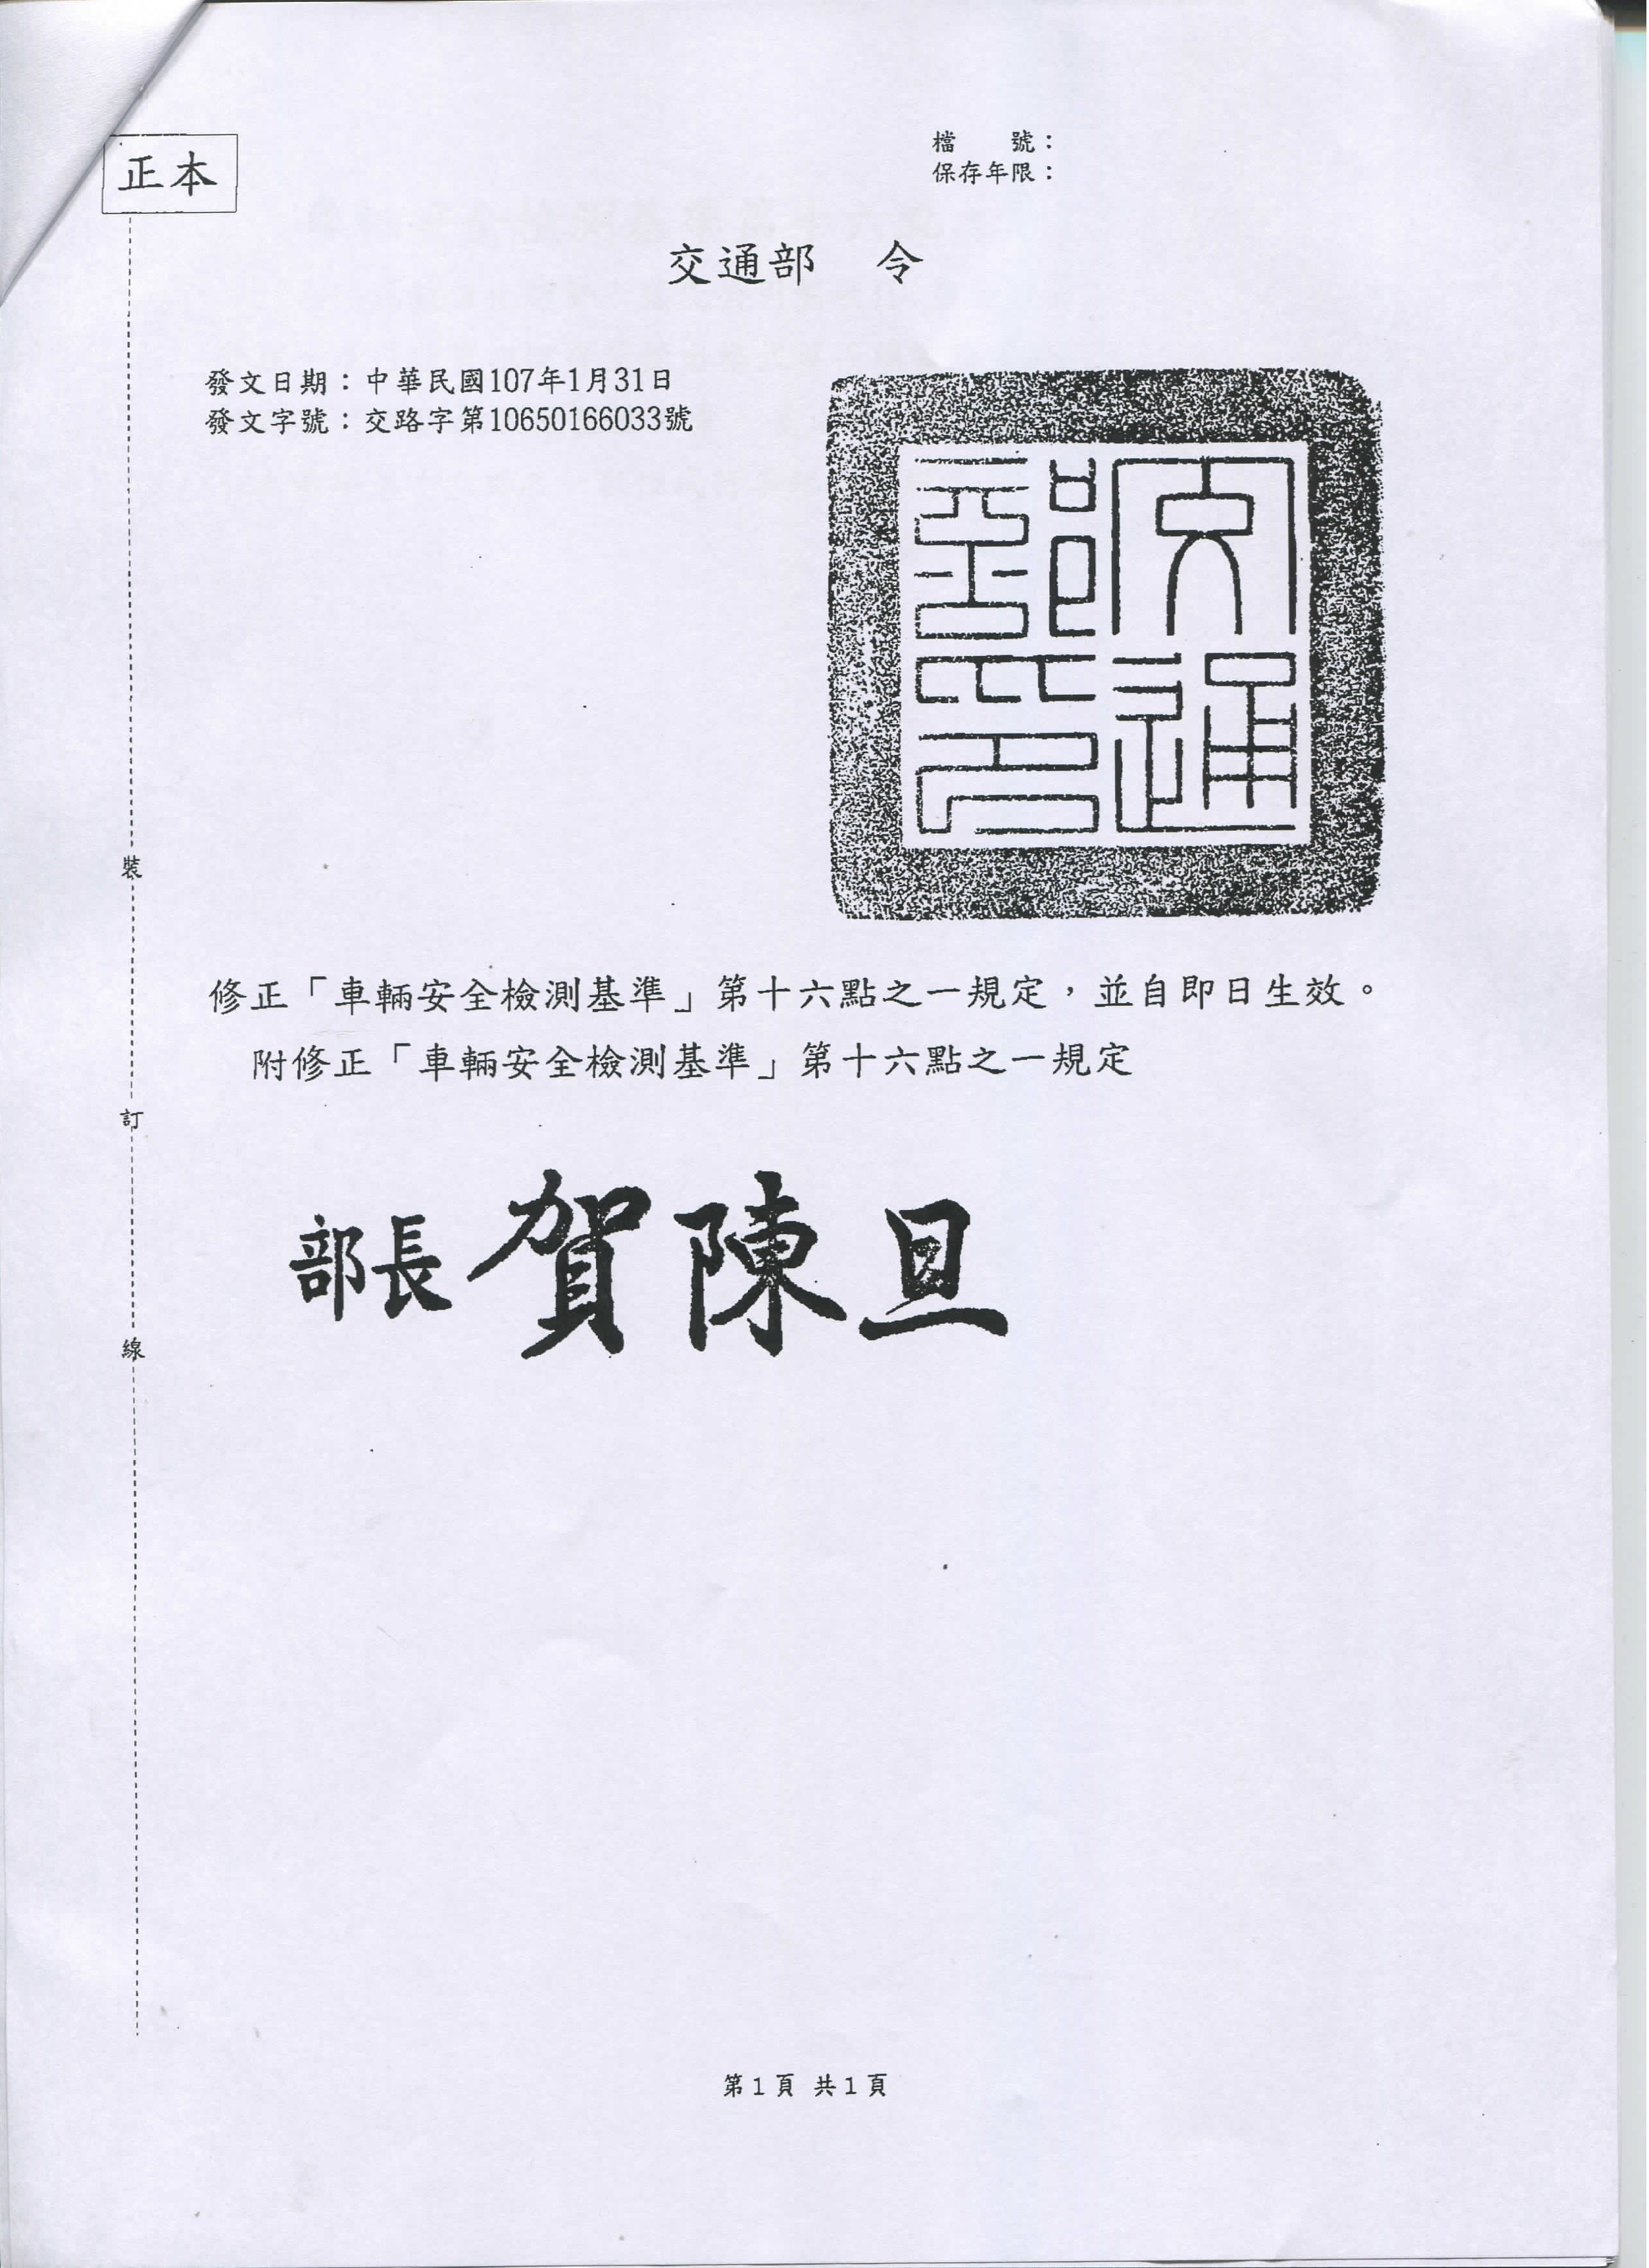 正本
檔　　號：
保存年限：
交通部　令
發文日期：中華民國107年1月31日
發文字號：交路字第10650166033號
交通部印
修正「車輛安全檢測基準」第十六點之一規定，並自即日生效。
附修正「車輛安全檢測基準」第十六點之一規定
部長賀陳旦
裝
訂
線
第1頁 共1頁